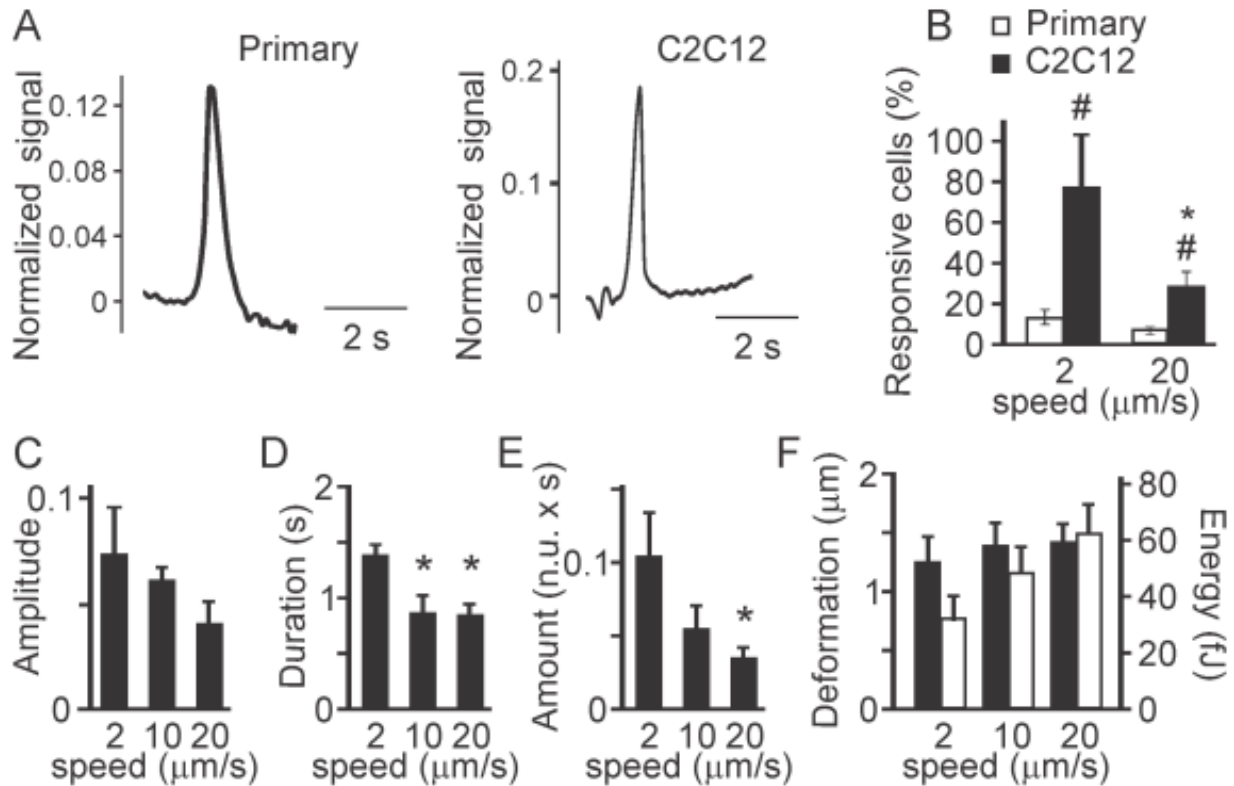 A
Primary
Normalized signal
0.12
0.08
0.04
0
2 s
C2C12
Normalized signal
0.2
0.1
0
2 s
B
Primary
C2C12
Responsive cells (%)
100
80
60
40
20
0
#
*
#
2 20
speed (μm/s)
C
Amplitude
0.1
0
2 10 20
speed (μm/s)
D
Duration (s)
2
1
0
* *
2 10 20
speed (μm/s)
E
Amount (n.u. x s)
0.1
0
*
2 10 20
speed (μm/s)
F
Deformation (μm)
2
1
0
80
60
40
20
0
Energy (fJ)
2 10 20
speed (μm/s)